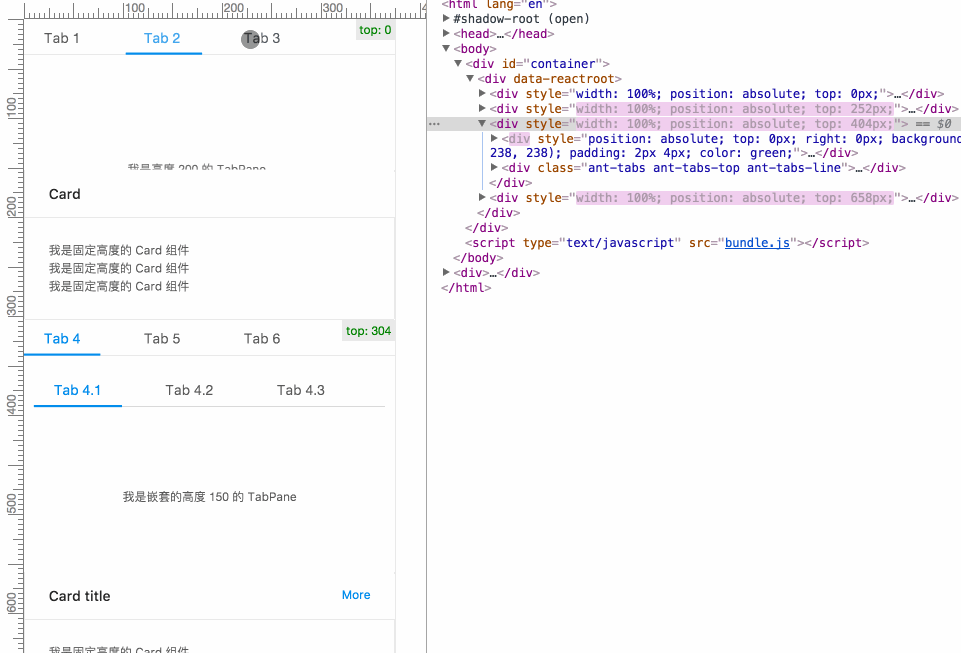 100 200 300 4
Tab 1 Tab 2 Tab 3 top: 0
100
我是高度 200 的 TabPane
Card
200
我是固定高度的 Card 组件
我是固定高度的 Card 组件
我是固定高度的 Card 组件
300
Tab 4 Tab 5 Tab 6 top: 304
Tab 4.1 Tab 4.2 Tab 4.3
400
我是嵌套的高度 150 的 TabPane
500
Card title More
600
我是固定高度的 Card 组件
<html lang="en">
▶#shadow-root (open)
▶<head>…</head>
▼<body>
▼<div id="container">
▼<div data-reactroot>
▶<div style="width: 100%; position: absolute; top: 0px;">…</div>
▶<div style="width: 100%; position: absolute; top: 252px;">…</div>
… ▼<div style="width: 100%; position: absolute; top: 404px;"> == $0
▶<div style="position: absolute; top: 0px; right: 0px; background
238, 238); padding: 2px 4px; color: green;">…</div>
▶<div class="ant-tabs ant-tabs-top ant-tabs-line">…</div>
</div>
▶<div style="width: 100%; position: absolute; top: 658px;">…</div>
</div>
</div>
<script type="text/javascript" src="bundle.js"></script>
</body>
▶<div>…</div>
</html>